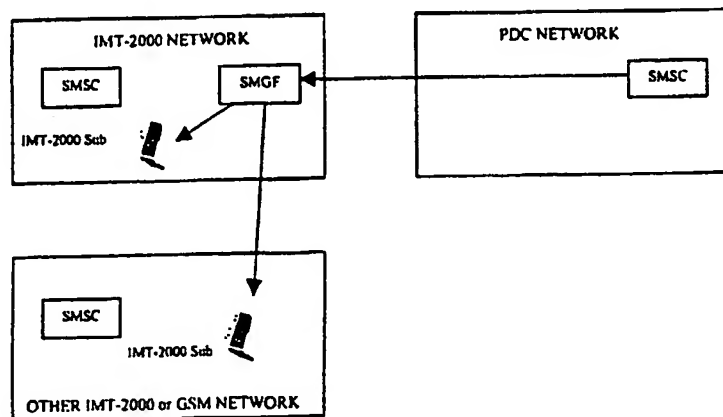 IMT-2000 NETWORK
SMSC
SMGF
IMT-2000 Sub
PDC NETWORK
SMSC
SMSC
IMT-2000 Sub
OTHER IMT-2000 or GSM NETWORK